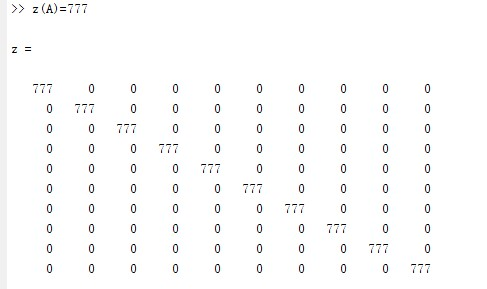 >> z(A)=777
z =
777 0 0 0 0 0 0 0 0 0
0 777 0 0 0 0 0 0 0 0
0 0 777 0 0 0 0 0 0 0
0 0 0 777 0 0 0 0 0 0
0 0 0 0 777 0 0 0 0 0
0 0 0 0 0 777 0 0 0 0
0 0 0 0 0 0 777 0 0 0
0 0 0 0 0 0 0 777 0 0
0 0 0 0 0 0 0 0 777 0
0 0 0 0 0 0 0 0 0 777